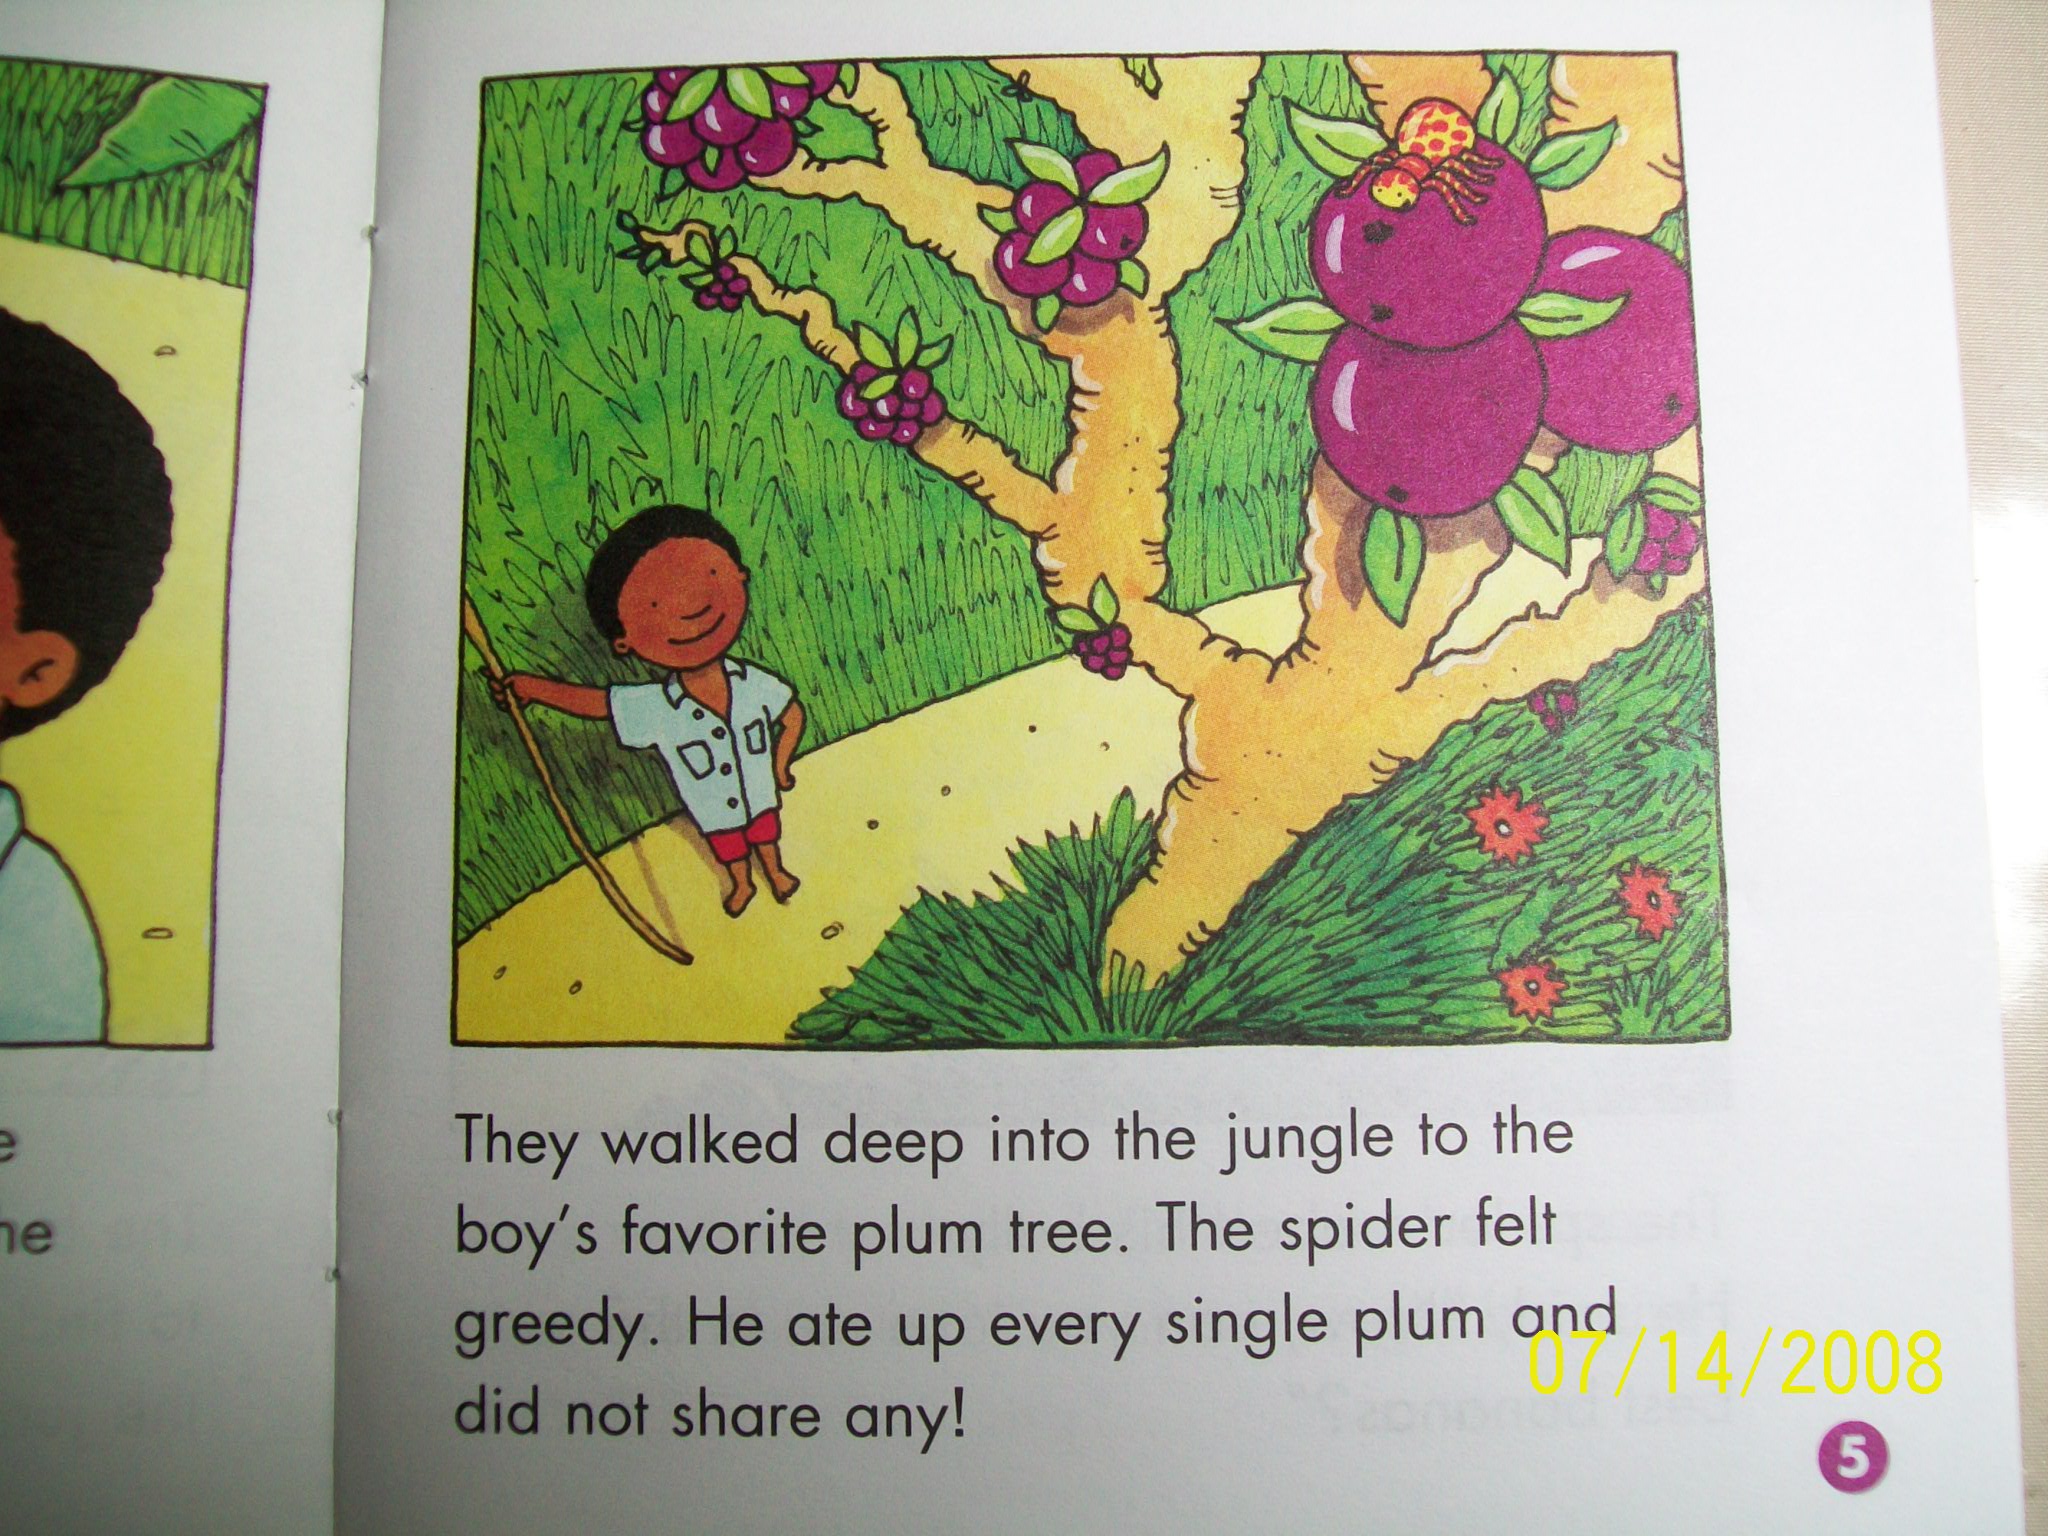 They walked deep into the jungle to the
boy's favorite plum tree. The spider felt
greedy. He ate up every single plum and
did not share any!
07/14/2008
5